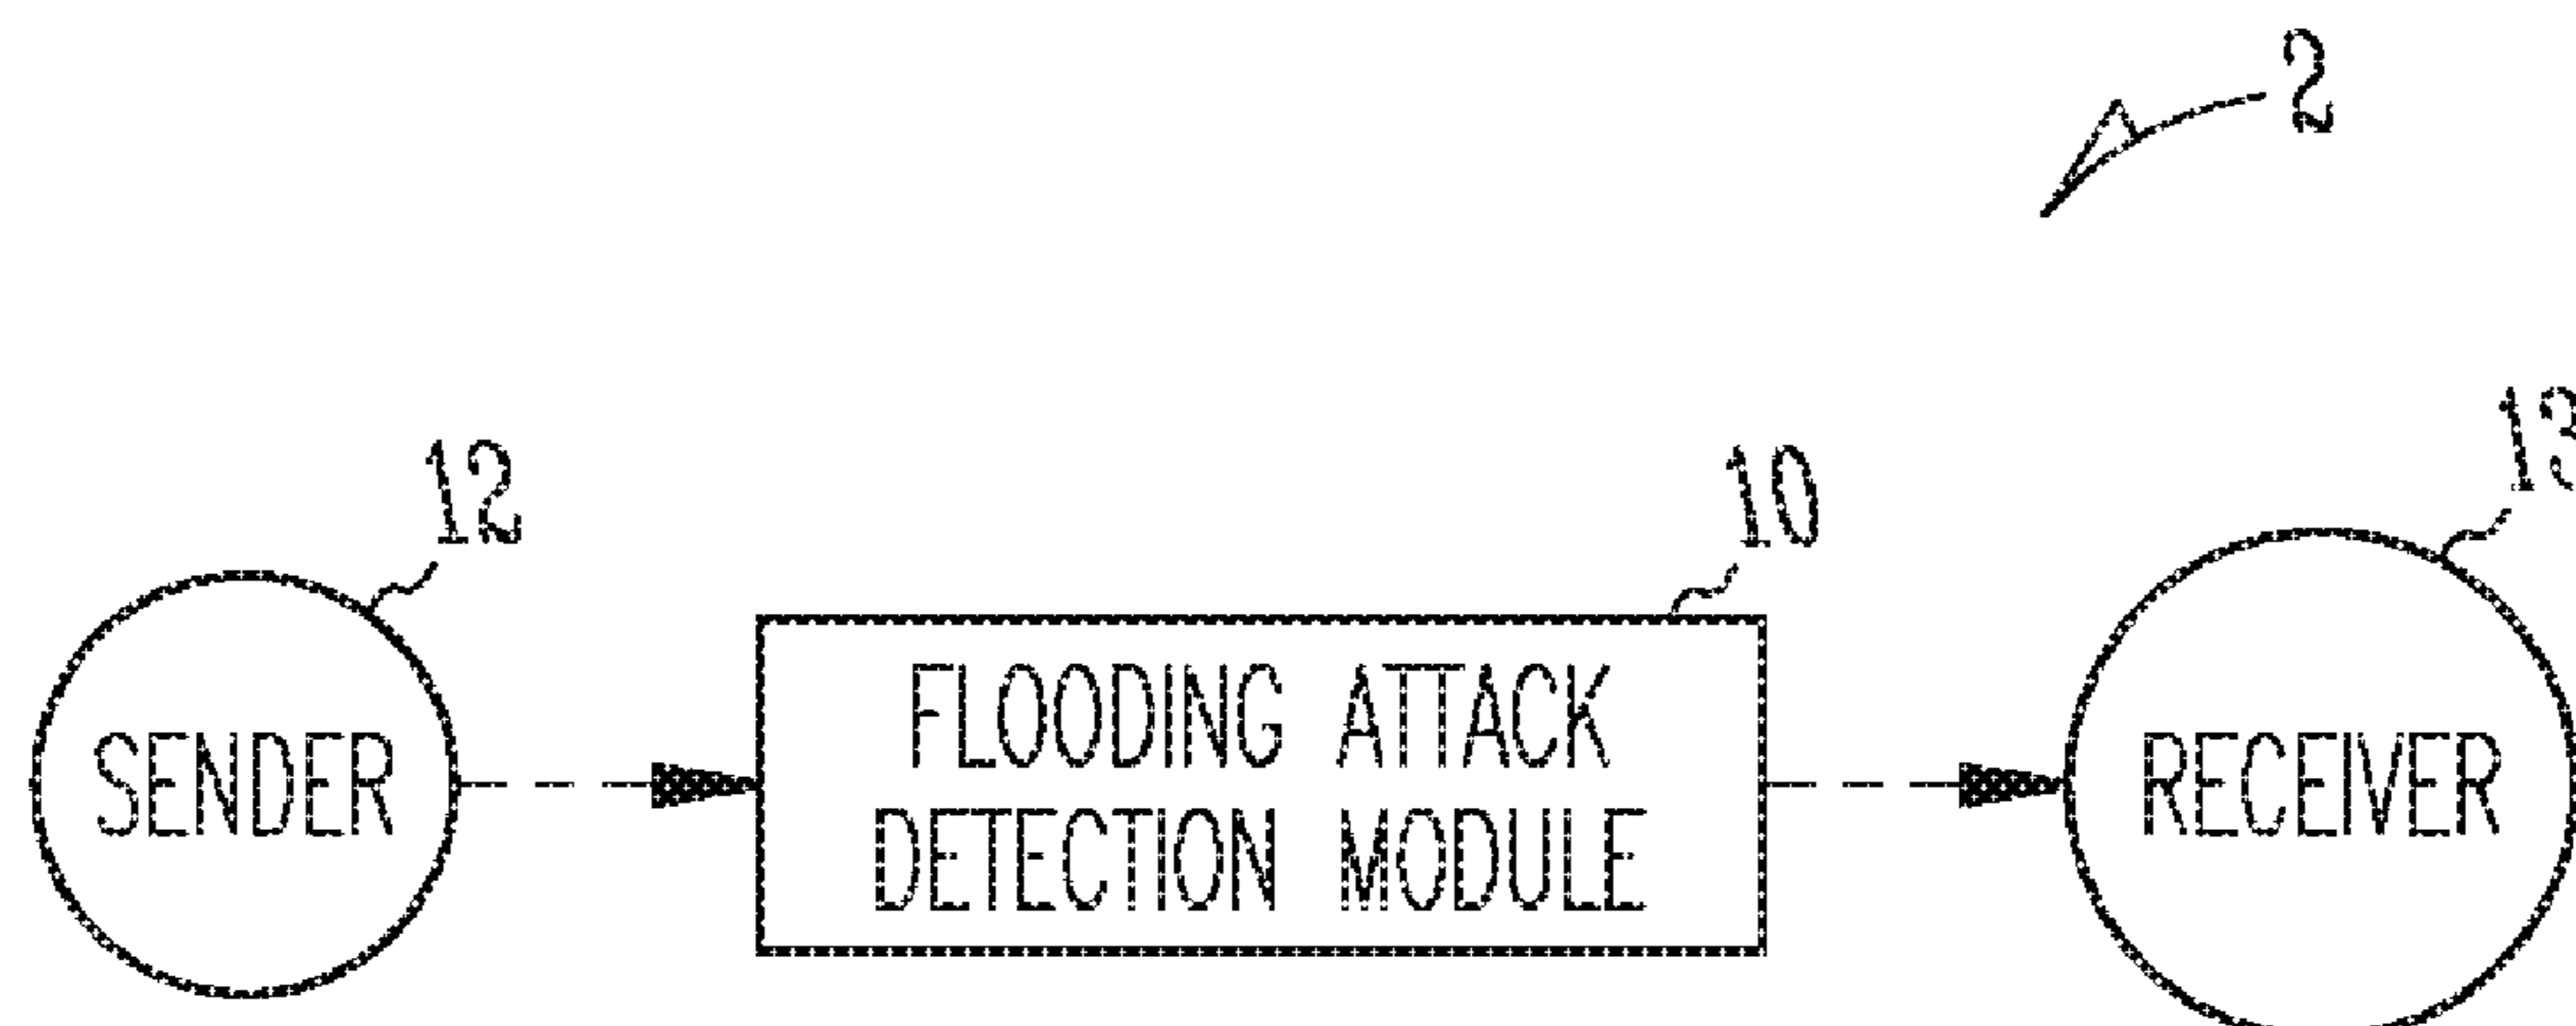 2
12
10
13
SENDER
FLOODING ATTACK
DETECTION MODULE
RECEIVER